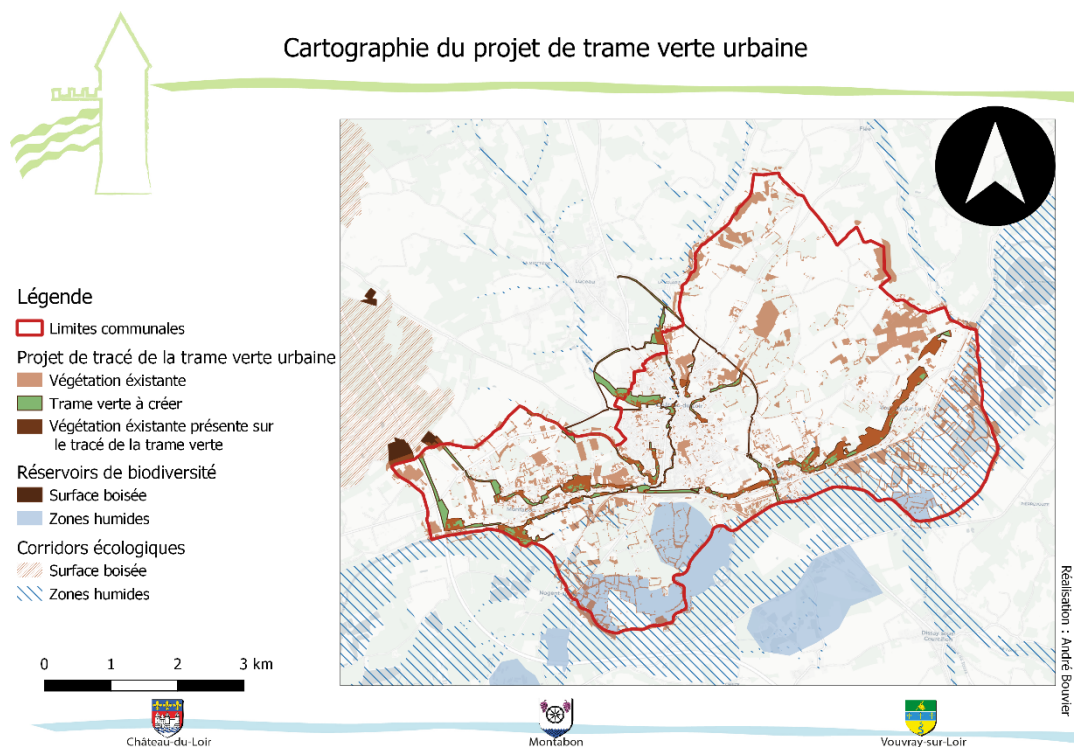 Cartographie du projet de trame verte urbaine
Légende
Limites communales
Projet de tracé de la trame verte urbaine
Végétation éxistante
Trame verte à créer
Végétation éxistante présente sur
le tracé de la trame verte
Réservoirs de biodiversité
Surface boisée
Zones humides
Corridors écologiques
Surface boisée
Zones humides
0 1 2 3 km
Réalisation : André Bouvier
Château-du-Loir
Montabon
Vouvray-sur-Loir